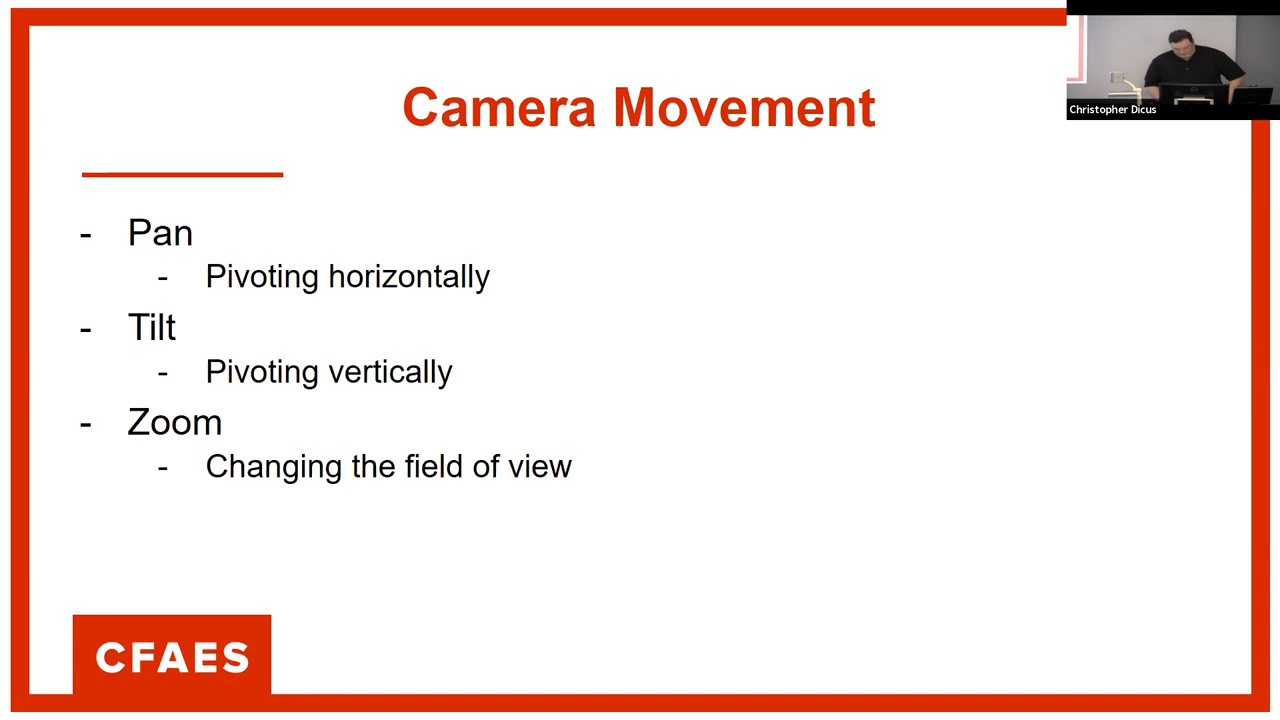 Camera Movement
- Pan
- Pivoting horizontally
- Tilt
- Pivoting vertically
- Zoom
- Changing the field of view
CFAES
Christopher Dicus